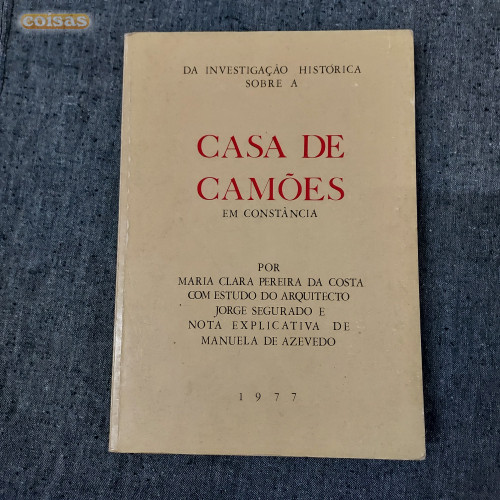 coisas
DA INVESTIGAÇÃO HISTÓRICA
SOBRE A
CASA DE
CAMÕES
EM CONSTÂNCIA
POR
MARIA CLARA PEREIRA DA COSTA
COM ESTUDO DO ARQUITECTO
JORGE SEGURADO E
NOTA EXPLICATIVA DE
MANUELA DE AZEVEDO
1977